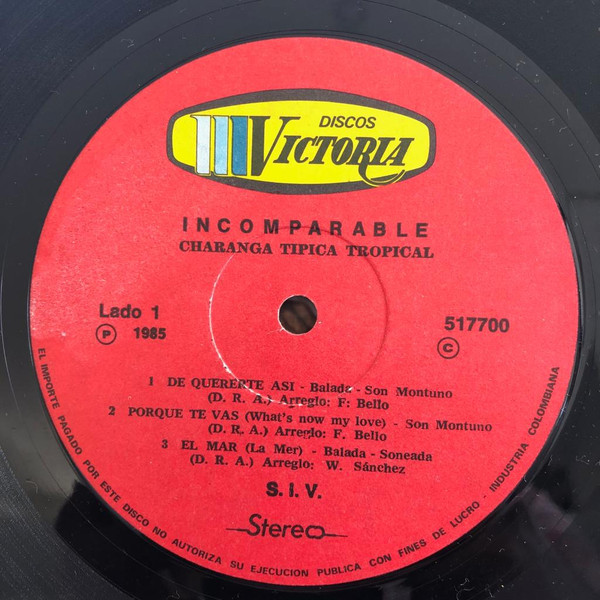 DISCOS
VICTORIA
INCOMPARABLE
CHARANGA TIPICA TROPICAL
Lado 1
℗ 1985
517700
©
1 DE QUERERTE ASI - Balada - Son Montuno
(D. R. A.) Arreglo: F: Bello
2 PORQUE TE VAS (What's now my love) - Son Montuno
(D. R. A.) Arreglo: F. Bello
3 EL MAR (La Mer) - Balada - Soneada
(D. R. A.) Arreglo: W. Sánchez
S. I. V.
Stereo
EL IMPORTE PAGADO POR ESTE DISCO NO AUTORIZA SU EJECUCION PUBLICA CON FINES DE LUCRO - INDUSTRIA COLOMBIANA